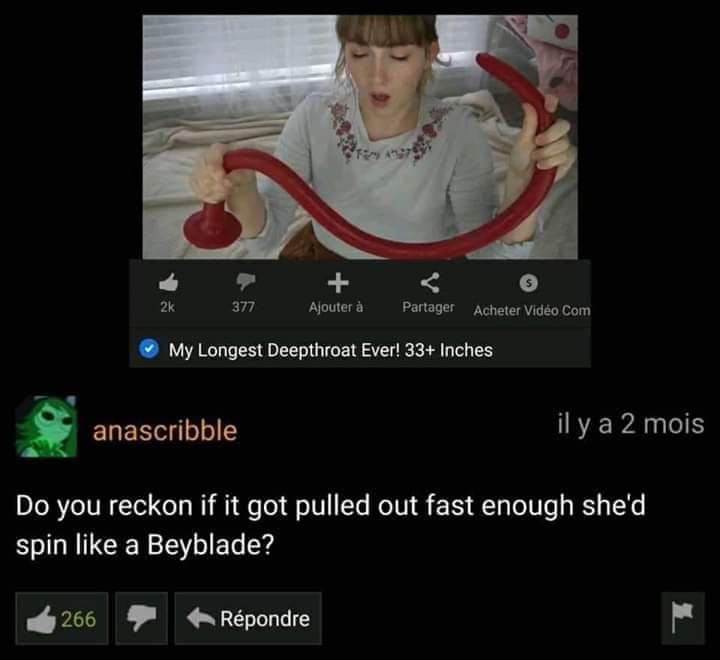 2k
377
Ajouter à
Partager
Acheter Vidéo Com
My Longest Deepthroat Ever! 33+ Inches
anascribble
il y a 2 mois
Do you reckon if it got pulled out fast enough she'd
spin like a Beyblade?
266
Répondre